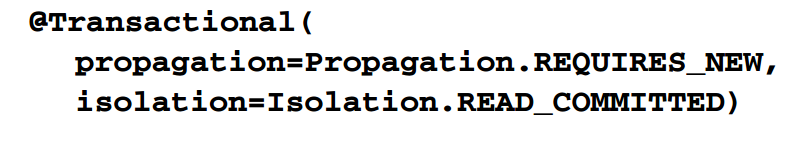 @Transactional(
propagation=Propagation.REQUIRES_NEW,
isolation=Isolation.READ_COMMITTED)